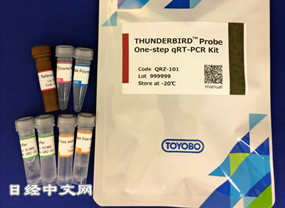 THUNDERBIRD™ Probe
One-step qRT-PCR Kit
Code QRZ-101
Lot 999999
Store at -20℃
manual
TOYOBO
日经中文网